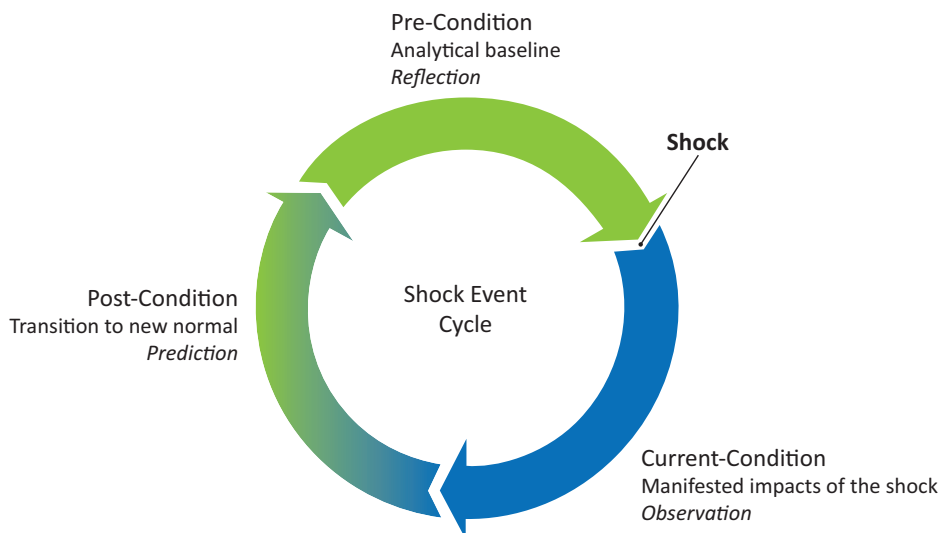 Pre-Condition
Analytical baseline
Reflection
Shock
Shock Event
Cycle
Post-Condition
Transition to new normal
Prediction
Current-Condition
Manifested impacts of the shock
Observation